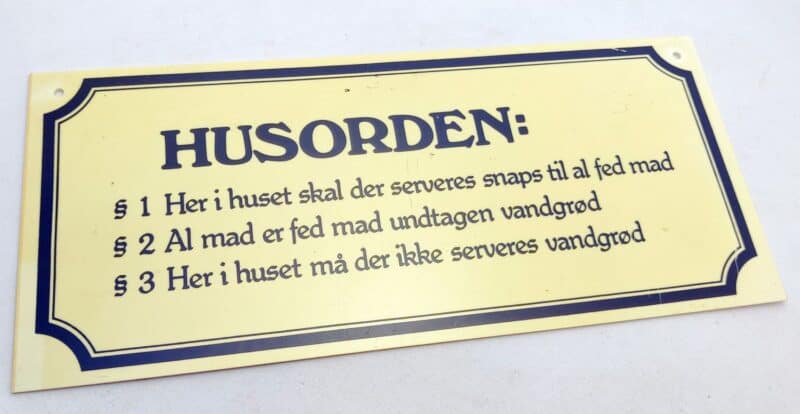 HUSORDEN:
§ 1 Her i huset skal der serveres snaps til al fed mad
§ 2 Al mad er fed mad undtagen vandgrød
§ 3 Her i huset må der ikke serveres vandgrød